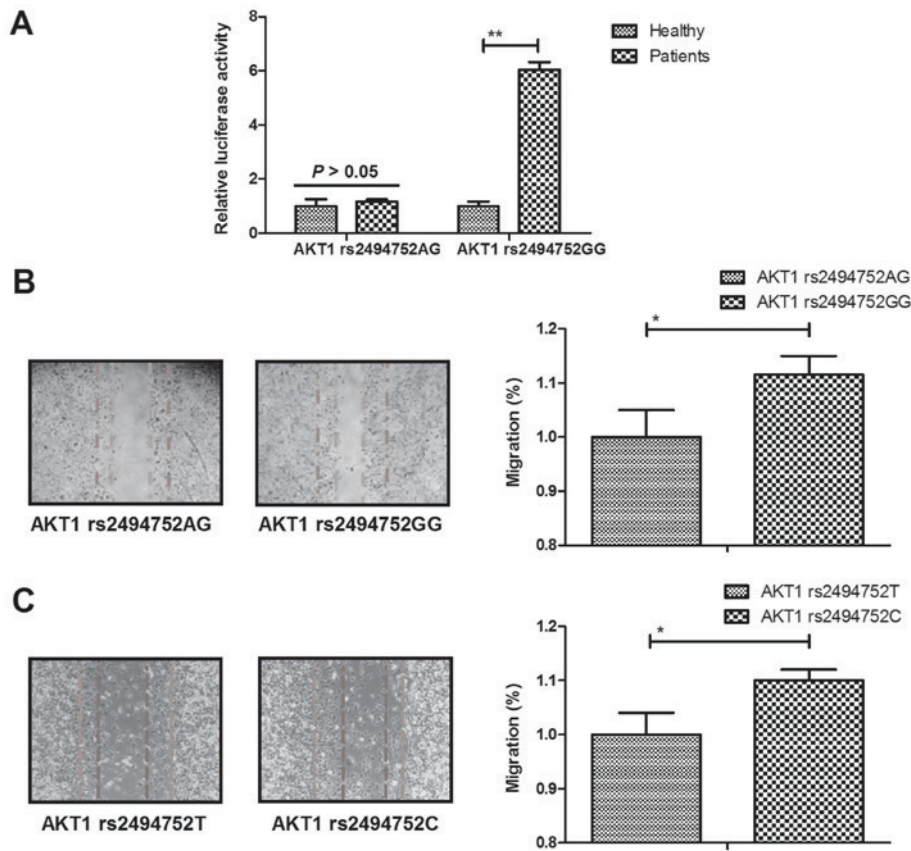 A
Relative luciferase activity
8
6
4
2
0
**
P > 0.05
Healthy
Patients
AKT1 rs2494752AG
AKT1 rs2494752GG
B
AKT1 rs2494752AG
AKT1 rs2494752GG
AKT1 rs2494752AG
AKT1 rs2494752GG
Migration (%)
1.2
1.1
1.0
0.9
0.8
*
C
AKT1 rs2494752T
AKT1 rs2494752C
AKT1 rs2494752T
AKT1 rs2494752C
Migration (%)
1.2
1.1
1.0
0.9
0.8
*